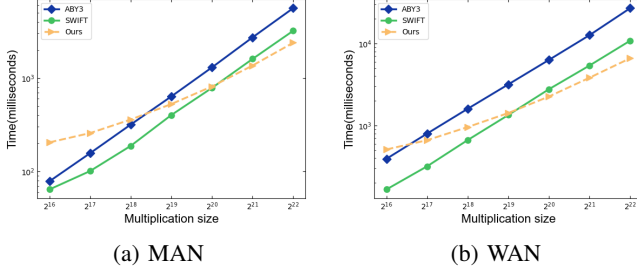 ABY3
SWIFT
Ours
Time(milliseconds)
10^3
10^2
2^16 2^17 2^18 2^19 2^20 2^21 2^22
Multiplication size
(a) MAN
ABY3
SWIFT
Ours
Time(milliseconds)
10^4
10^3
2^16 2^17 2^18 2^19 2^20 2^21 2^22
Multiplication size
(b) WAN